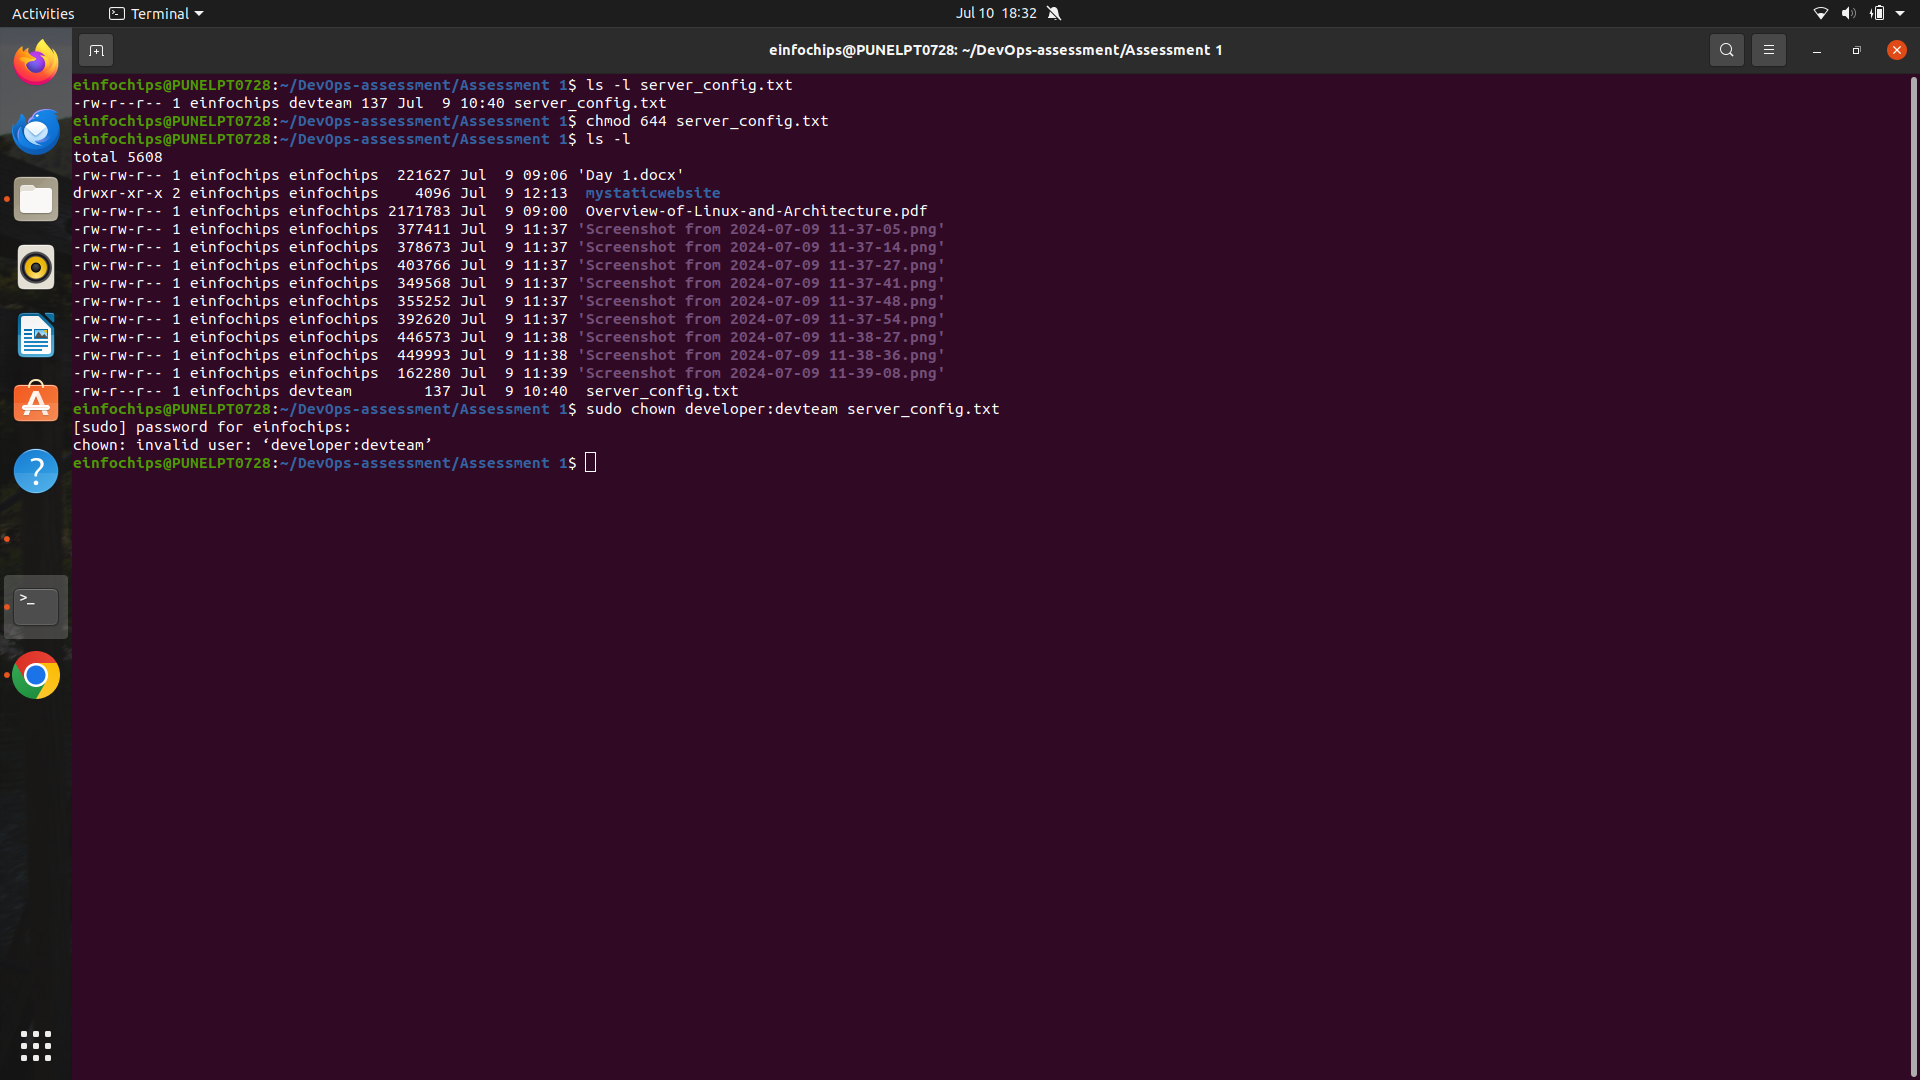 Activities
Terminal
Jul 10 18:32
einfochips@PUNELPT0728: ~/DevOps-assessment/Assessment 1
einfochips@PUNELPT0728:~/DevOps-assessment/Assessment 1$ ls -l server_config.txt
-rw-r--r-- 1 einfochips devteam 137 Jul  9 10:40 server_config.txt
einfochips@PUNELPT0728:~/DevOps-assessment/Assessment 1$ chmod 644 server_config.txt
einfochips@PUNELPT0728:~/DevOps-assessment/Assessment 1$ ls -l
total 5608
-rw-rw-r-- 1 einfochips einfochips  221627 Jul  9 09:06 'Day 1.docx'
drwxr-xr-x 2 einfochips einfochips    4096 Jul  9 12:13  mystaticwebsite
-rw-rw-r-- 1 einfochips einfochips 2171783 Jul  9 09:00  Overview-of-Linux-and-Architecture.pdf
-rw-rw-r-- 1 einfochips einfochips  377411 Jul  9 11:37 'Screenshot from 2024-07-09 11-37-05.png'
-rw-rw-r-- 1 einfochips einfochips  378673 Jul  9 11:37 'Screenshot from 2024-07-09 11-37-14.png'
-rw-rw-r-- 1 einfochips einfochips  403766 Jul  9 11:37 'Screenshot from 2024-07-09 11-37-27.png'
-rw-rw-r-- 1 einfochips einfochips  349568 Jul  9 11:37 'Screenshot from 2024-07-09 11-37-41.png'
-rw-rw-r-- 1 einfochips einfochips  355252 Jul  9 11:37 'Screenshot from 2024-07-09 11-37-48.png'
-rw-rw-r-- 1 einfochips einfochips  392620 Jul  9 11:37 'Screenshot from 2024-07-09 11-37-54.png'
-rw-rw-r-- 1 einfochips einfochips  446573 Jul  9 11:38 'Screenshot from 2024-07-09 11-38-27.png'
-rw-rw-r-- 1 einfochips einfochips  449993 Jul  9 11:38 'Screenshot from 2024-07-09 11-38-36.png'
-rw-rw-r-- 1 einfochips einfochips  162280 Jul  9 11:39 'Screenshot from 2024-07-09 11-39-08.png'
-rw-r--r-- 1 einfochips devteam        137 Jul  9 10:40  server_config.txt
einfochips@PUNELPT0728:~/DevOps-assessment/Assessment 1$ sudo chown developer:devteam server_config.txt
[sudo] password for einfochips:
chown: invalid user: ‘developer:devteam’
einfochips@PUNELPT0728:~/DevOps-assessment/Assessment 1$